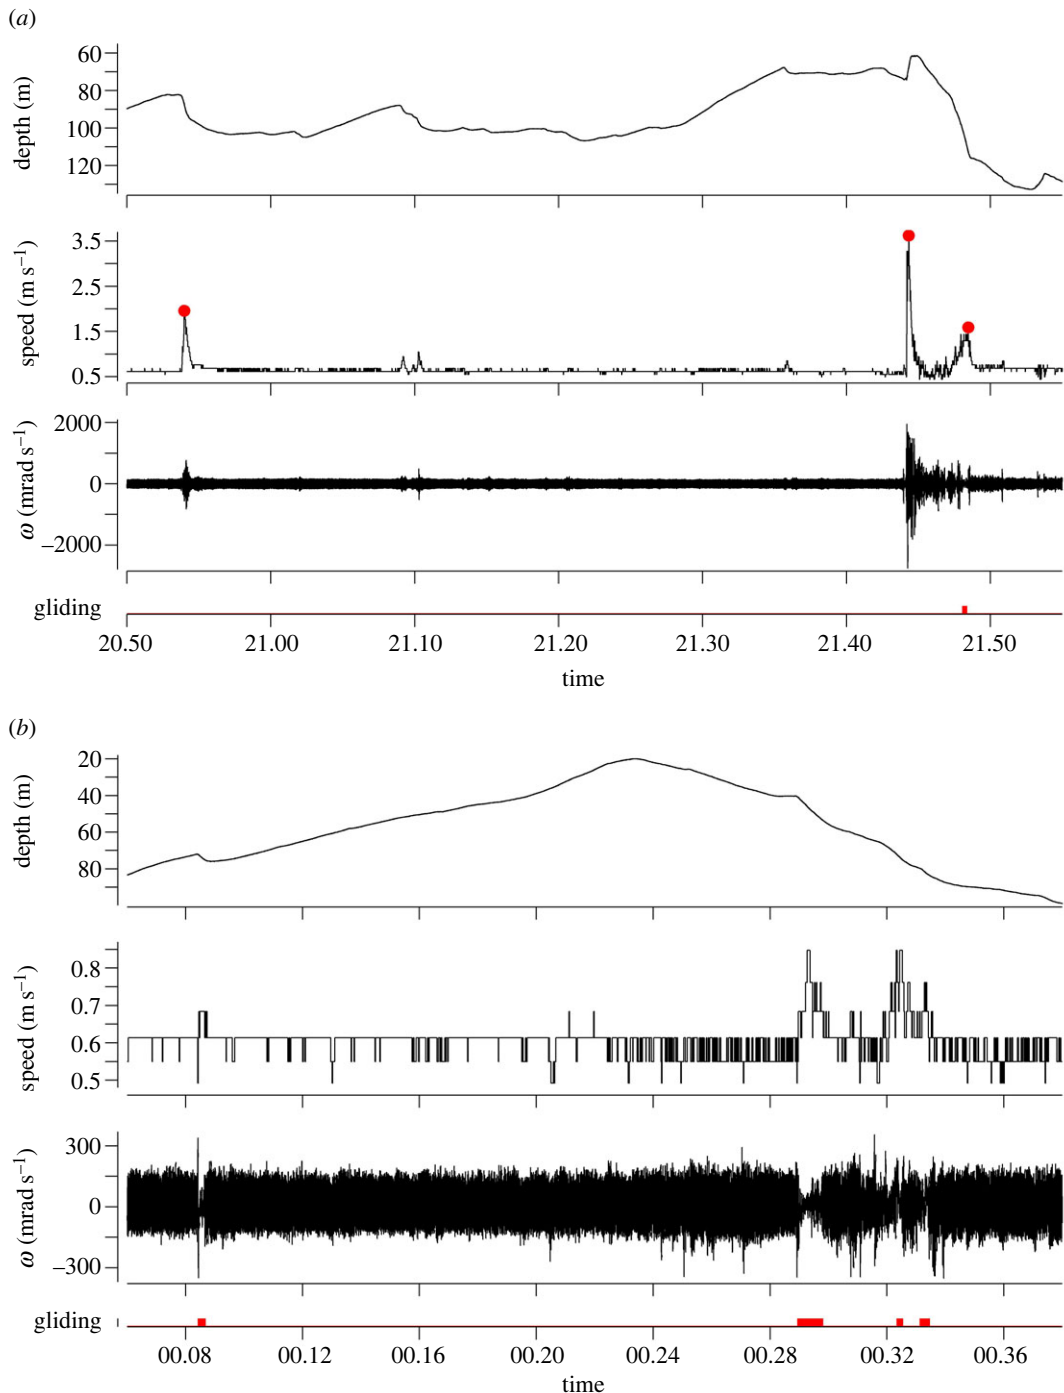 (a)
depth (m)
60
80
100
120
speed (m s⁻¹)
3.5
2.5
1.5
0.5
ω (mrad s⁻¹)
2000
0
–2000
gliding
20.50 21.00 21.10 21.20 21.30 21.40 21.50
time
(b)
depth (m)
20
40
60
80
speed (m s⁻¹)
0.8
0.7
0.6
0.5
ω (mrad s⁻¹)
300
0
–300
gliding
00.08 00.12 00.16 00.20 00.24 00.28 00.32 00.36
time